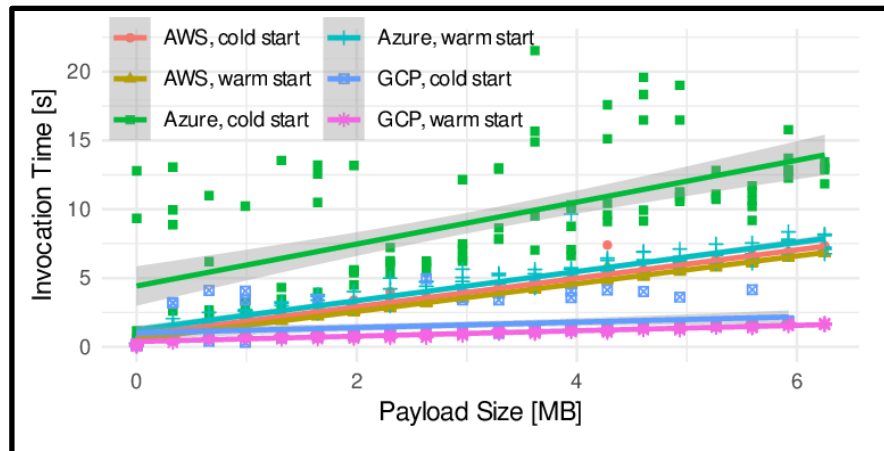 AWS, cold start
Azure, warm start
AWS, warm start
GCP, cold start
Azure, cold start
GCP, warm start
Invocation Time [s]
20
15
10
5
0
0
2
4
6
Payload Size [MB]